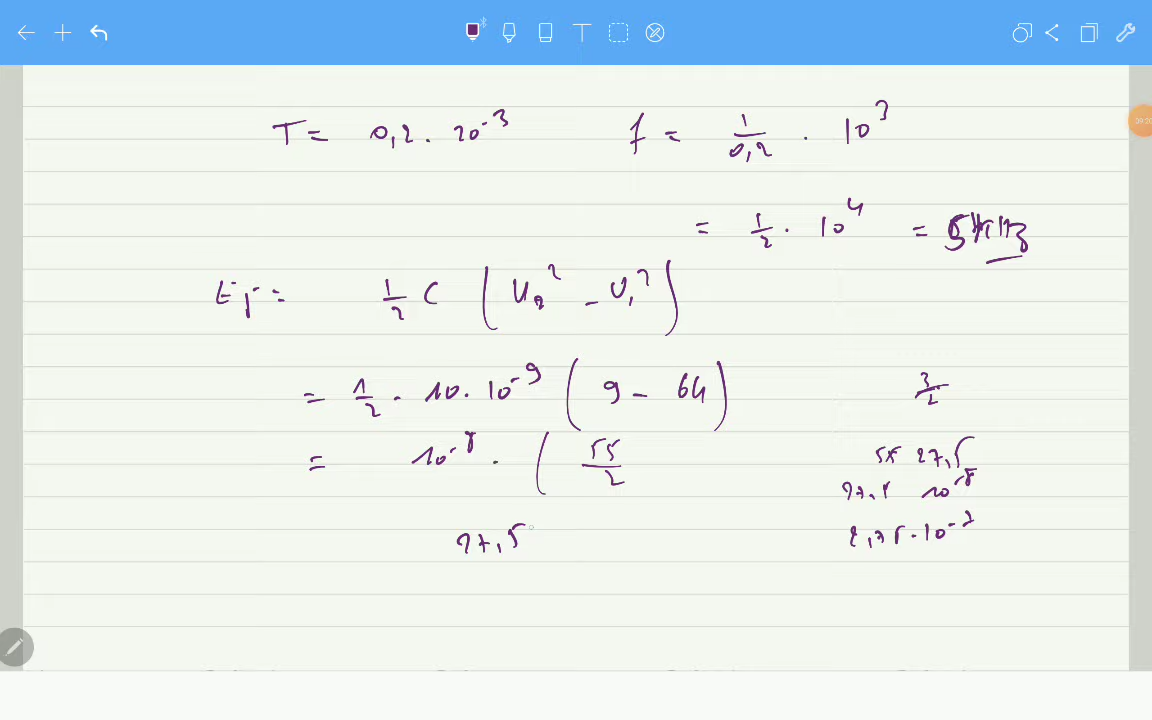 T = 0,2 . 10⁻³ f = 1/0,2 . 10³
= 1/2 . 10⁴ = 5 KHz
= 1/2 C (U₂² - U₁²)
= 1/2 . 10 . 10⁻⁹ (9 - 64)
= 10⁻⁸ . ( 55/2
27,5
3/2
55 27,5
27,5 10⁻⁸
2,75 . 10⁻⁷